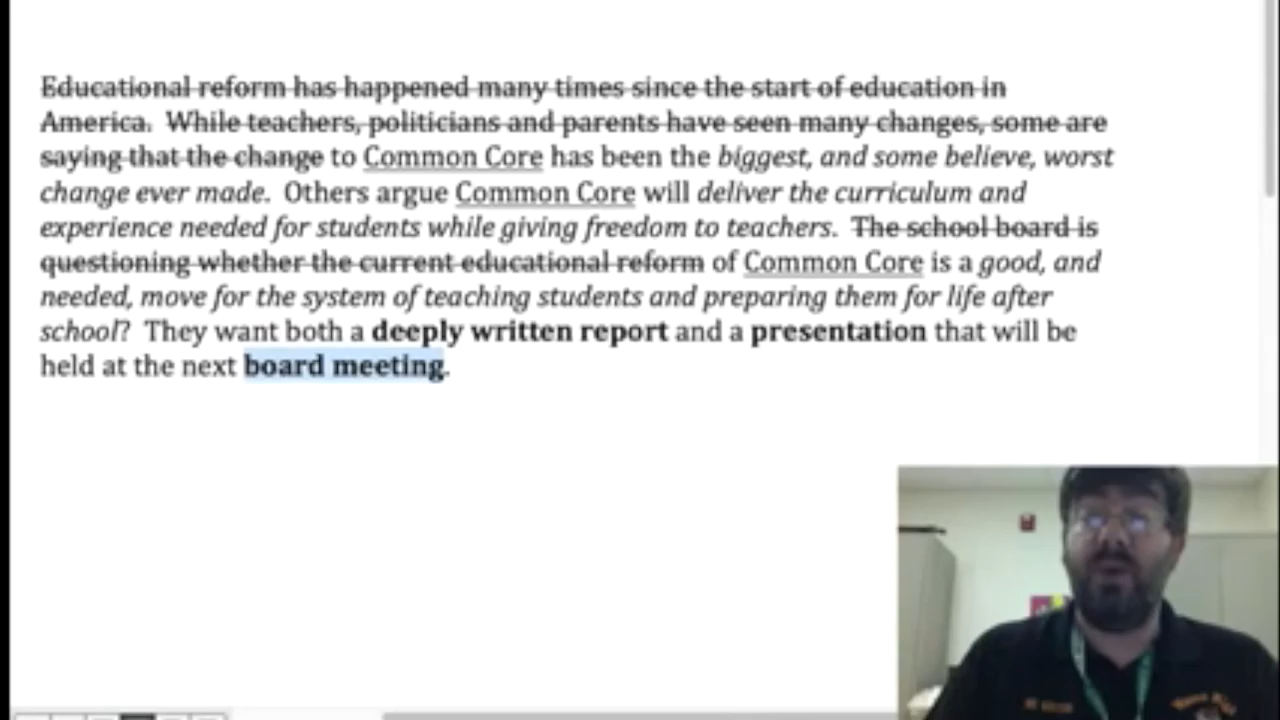 Educational reform has happened many times since the start of education in
America. While teachers, politicians and parents have seen many changes, some are
saying that the change to Common Core has been the biggest, and some believe, worst
change ever made. Others argue Common Core will deliver the curriculum and
experience needed for students while giving freedom to teachers. The school board is
questioning whether the current educational reform of Common Core is a good, and
needed, move for the system of teaching students and preparing them for life after
school? They want both a deeply written report and a presentation that will be
held at the next board meeting.